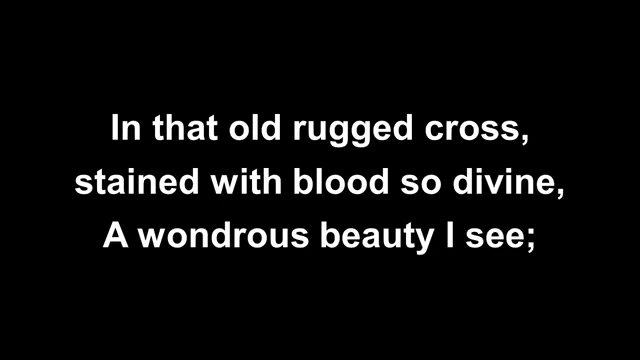 In that old rugged cross,
stained with blood so divine,
A wondrous beauty I see;